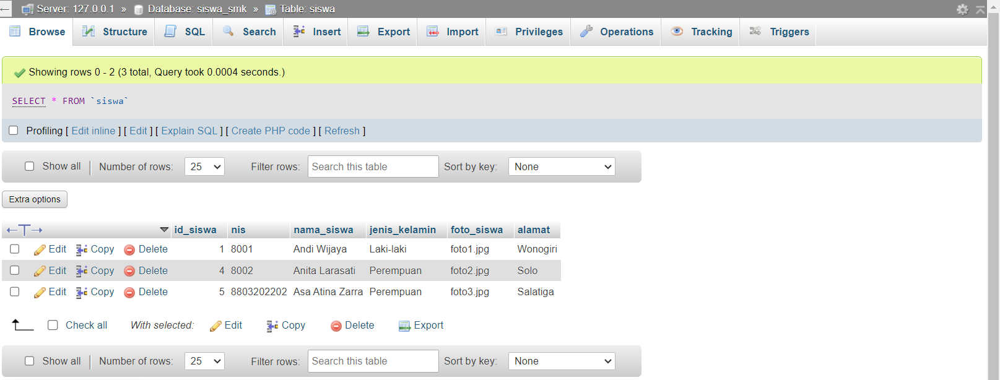 Server: 127.0.0.1 » Database: siswa_smk » Table: siswa
Browse Structure SQL Search Insert Export Import Privileges Operations Tracking Triggers
Showing rows 0 - 2 (3 total, Query took 0.0004 seconds.)
SELECT * FROM `siswa`
Profiling [ Edit inline ] [ Edit ] [ Explain SQL ] [ Create PHP code ] [ Refresh ]
Show all Number of rows: 25 Filter rows: Search this table Sort by key: None
Extra options
id_siswa nis nama_siswa jenis_kelamin foto_siswa alamat
Edit Copy Delete 1 8001 Andi Wijaya Laki-laki foto1.jpg Wonogiri
Edit Copy Delete 4 8002 Anita Larasati Perempuan foto2.jpg Solo
Edit Copy Delete 5 8803202202 Asa Atina Zarra Perempuan foto3.jpg Salatiga
Check all With selected: Edit Copy Delete Export
Show all Number of rows: 25 Filter rows: Search this table Sort by key: None